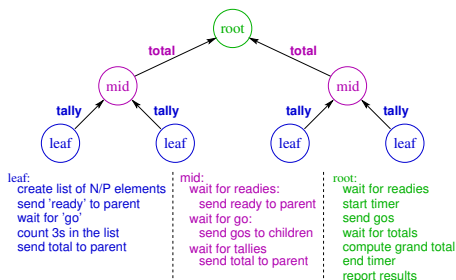 root
total
total
mid
mid
tally
tally
tally
tally
leaf
leaf
leaf
leaf
leaf:
create list of N/P elements
send 'ready' to parent
wait for 'go'
count 3s in the list
send total to parent
mid:
wait for readies:
send ready to parent
wait for go:
send gos to children
wait for tallies
send total to parent
root:
wait for readies
start timer
send gos
wait for totals
compute grand total
end timer
report results